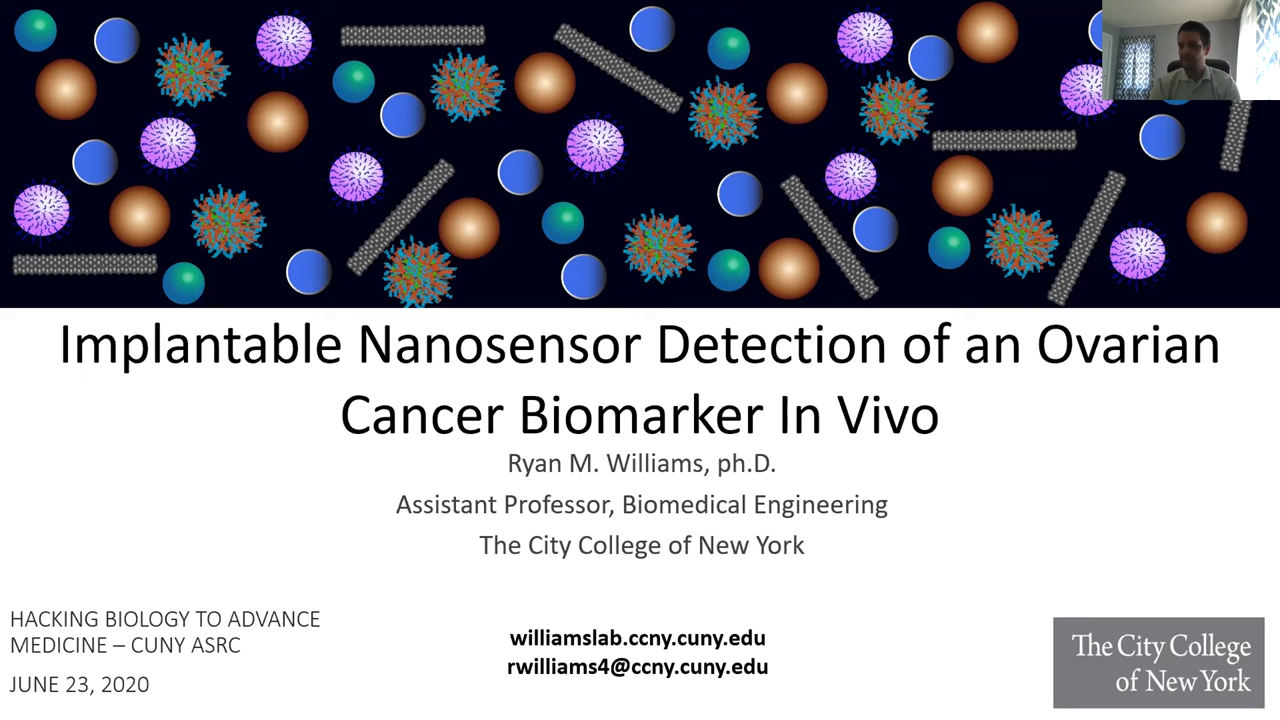 Implantable Nanosensor Detection of an Ovarian
Cancer Biomarker In Vivo
Ryan M. Williams, ph.D.
Assistant Professor, Biomedical Engineering
The City College of New York
HACKING BIOLOGY TO ADVANCE
MEDICINE – CUNY ASRC
JUNE 23, 2020
williamslab.ccny.cuny.edu
rwilliams4@ccny.cuny.edu
The City College
of New York